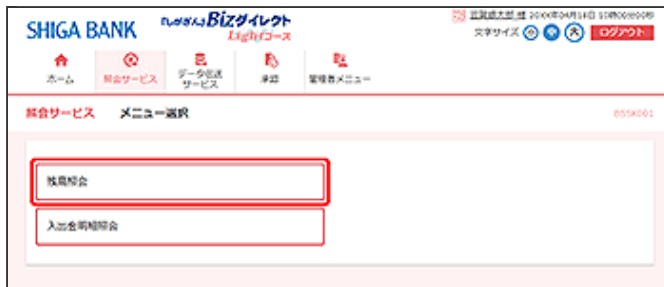 SHIGA BANK
『しがぎん』Bizダイレクト
Lightコース
文字サイズ 小 中 大 ログアウト
ホーム
照会サービス
データ伝送
サービス
承認
管理者メニュー
照会サービス メニュー選択
BSSK001
残高照会
入出金明細照会